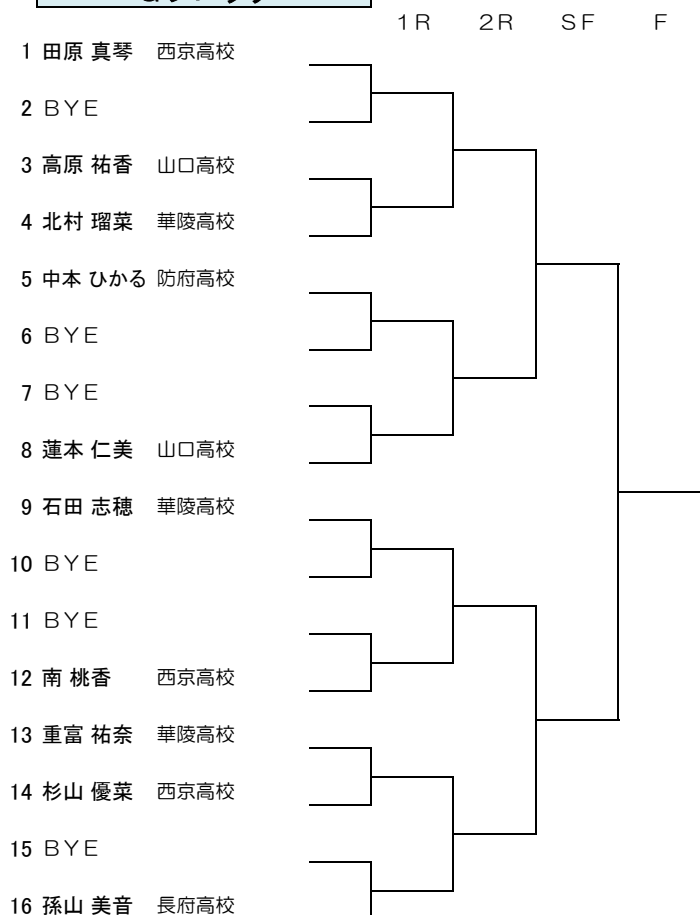 １Ｒ ２Ｒ ＳＦ Ｆ
1 田原 真琴 西京高校
2 ＢＹＥ
3 高原 祐香 山口高校
4 北村 瑠菜 華陵高校
5 中本 ひかる 防府高校
6 ＢＹＥ
7 ＢＹＥ
8 蓮本 仁美 山口高校
9 石田 志穂 華陵高校
10 ＢＹＥ
11 ＢＹＥ
12 南 桃香 西京高校
13 重富 祐奈 華陵高校
14 杉山 優菜 西京高校
15 ＢＹＥ
16 孫山 美音 長府高校